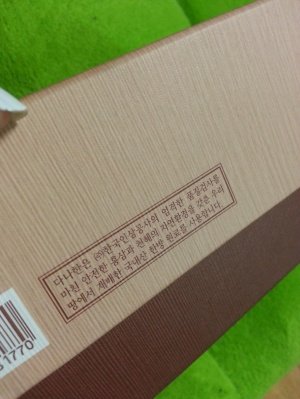 다나한은 ㈜한국인삼공사의 엄격한 품질검사를
마친 안전한 홍삼과 천혜의 자연환경을 갖춘 우리
땅에서 재배한 국내산 한방 원료를 사용합니다.
1770